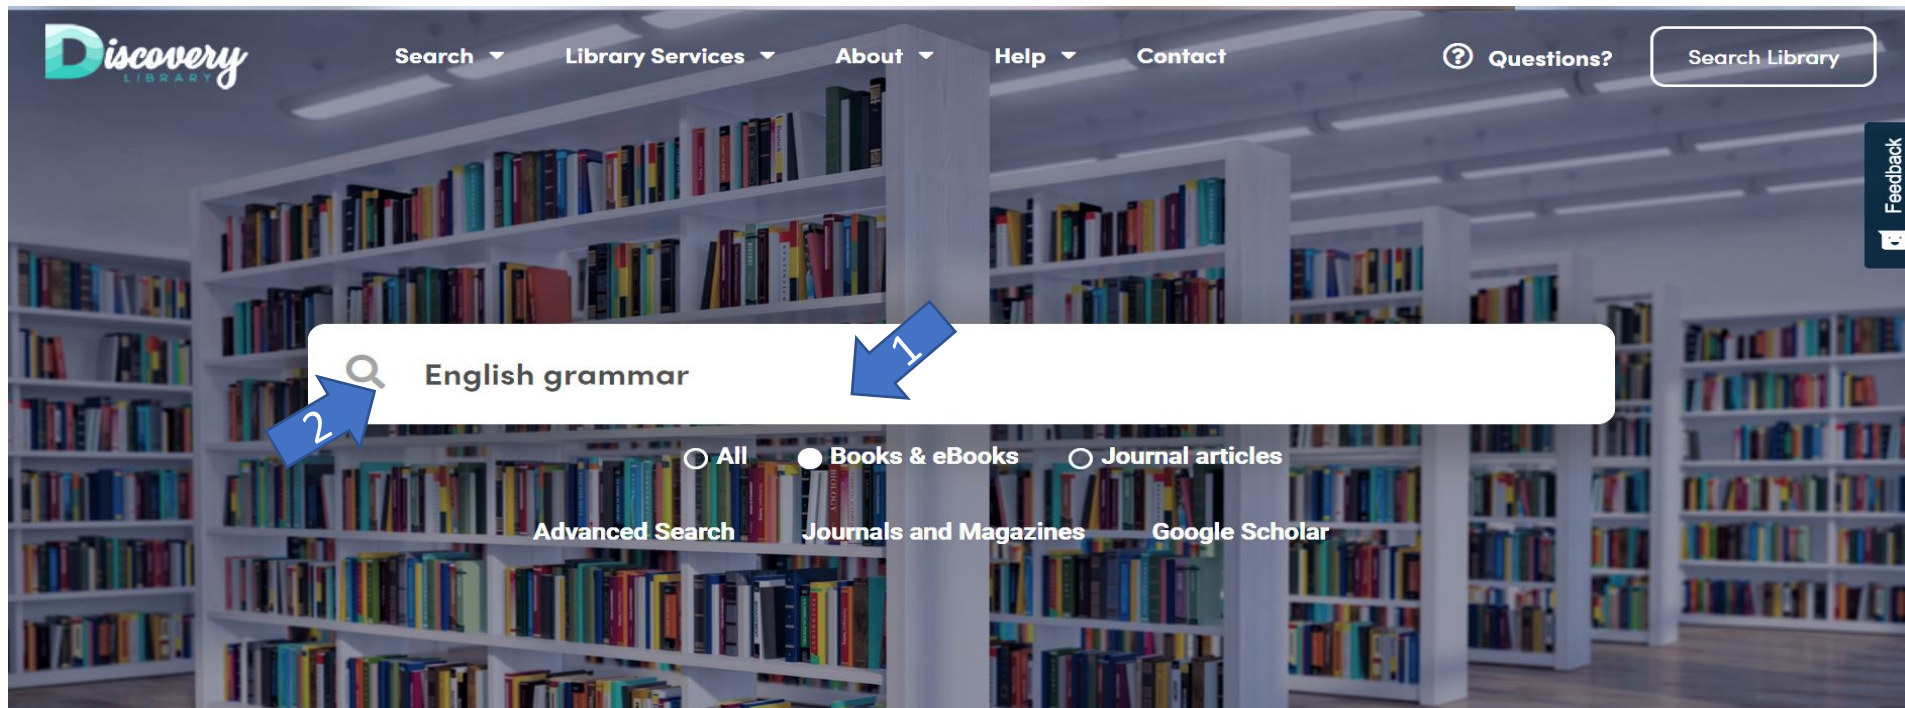 Discovery
LIBRARY
Search
Library Services
About
Help
Contact
Questions?
Search Library
Feedback
1
English grammar
2
All
Books & eBooks
Journal articles
Advanced Search
Journals and Magazines
Google Scholar